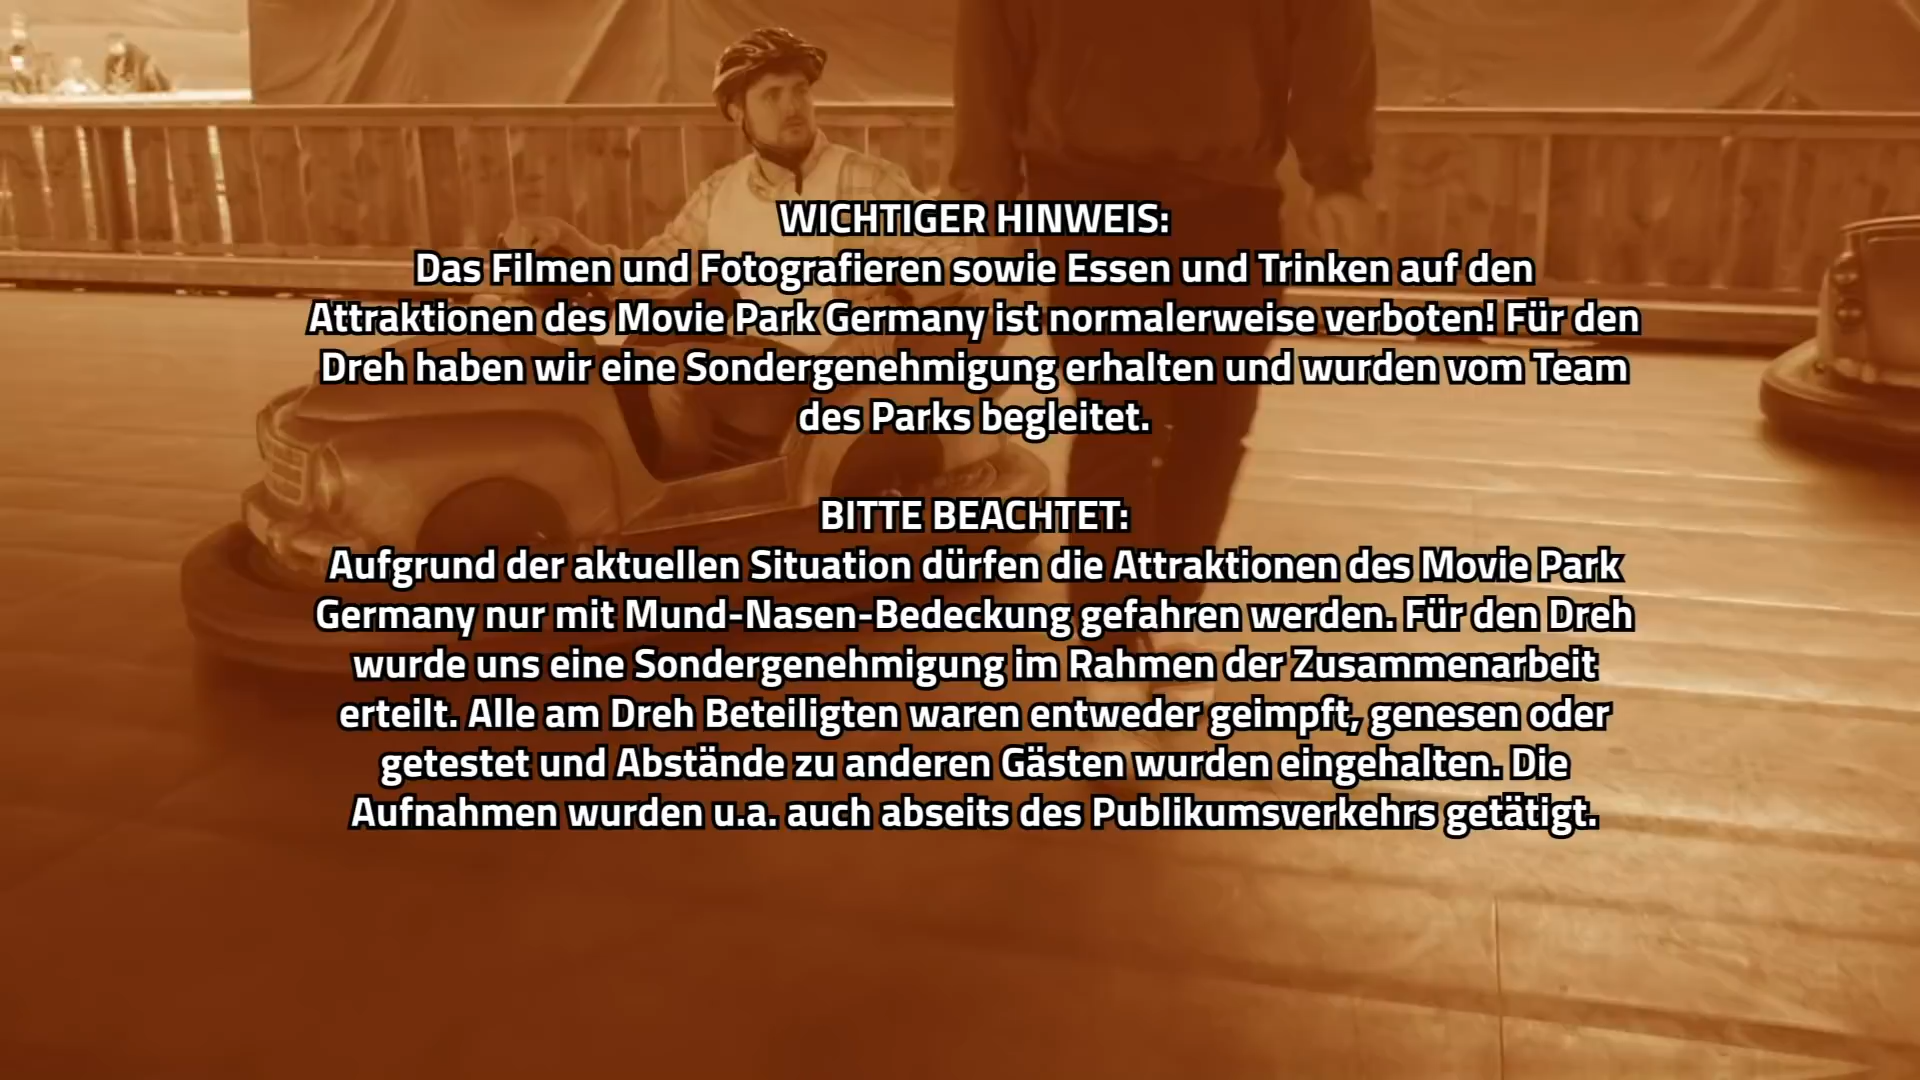 WICHTIGER HINWEIS:
Das Filmen und Fotografieren sowie Essen und Trinken auf den
Attraktionen des Movie Park Germany ist normalerweise verboten! Für den
Dreh haben wir eine Sondergenehmigung erhalten und wurden vom Team
des Parks begleitet.
BITTE BEACHTET:
Aufgrund der aktuellen Situation dürfen die Attraktionen des Movie Park
Germany nur mit Mund-Nasen-Bedeckung gefahren werden. Für den Dreh
wurde uns eine Sondergenehmigung im Rahmen der Zusammenarbeit
erteilt. Alle am Dreh Beteiligten waren entweder geimpft, genesen oder
getestet und Abstände zu anderen Gästen wurden eingehalten. Die
Aufnahmen wurden u.a. auch abseits des Publikumsverkehrs getätigt.